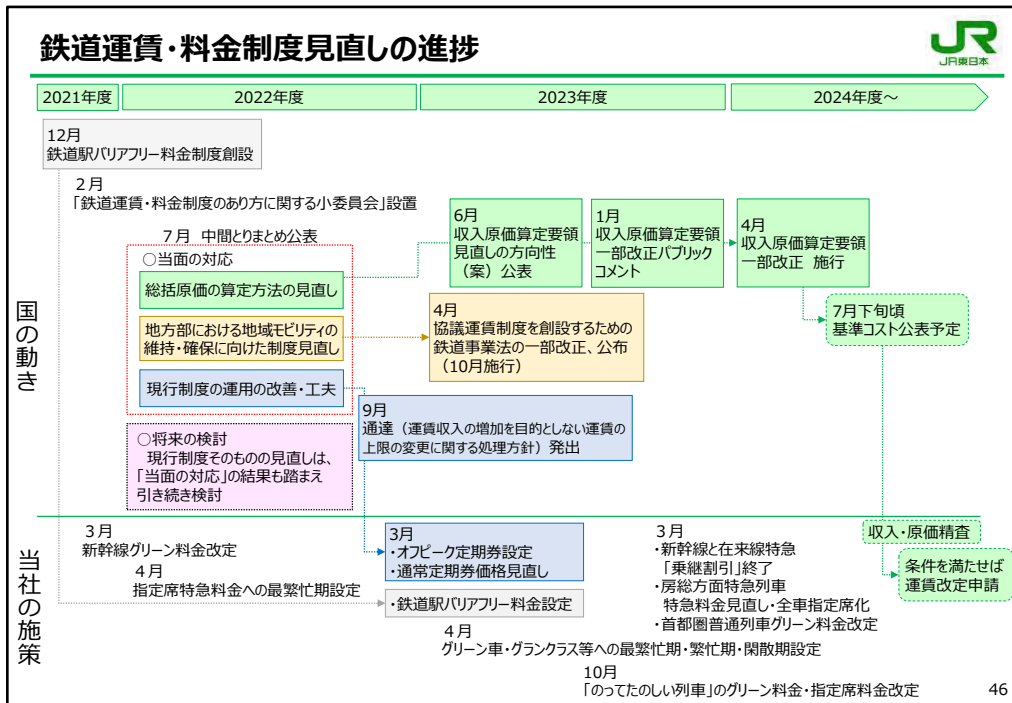 鉄道運賃・料金制度見直しの進捗
JR
JR東日本
2021年度
2022年度
2023年度
2024年度～
国の動き
12月
鉄道駅バリアフリー料金制度創設
２月
「鉄道運賃・料金制度のあり方に関する小委員会」設置
７月　中間とりまとめ公表
○当面の対応
総括原価の算定方法の見直し
地方部における地域モビリティの
維持・確保に向けた制度見直し
現行制度の運用の改善・工夫
○将来の検討
現行制度そのものの見直しは、
「当面の対応」の結果も踏まえ
引き続き検討
6月
収入原価算定要領
見直しの方向性
（案）公表
1月
収入原価算定要領
一部改正パブリック
コメント
4月
収入原価算定要領
一部改正 施行
7月下旬頃
基準コスト公表予定
4月
協議運賃制度を創設するための
鉄道事業法の一部改正、公布
（10月施行）
9月
通達（運賃収入の増加を目的としない運賃の
上限の変更に関する処理方針）発出
当社の施策
３月
新幹線グリーン料金改定
４月
指定席特急料金への最繁忙期設定
3月
・オフピーク定期券設定
・通常定期券価格見直し
・鉄道駅バリアフリー料金設定
４月
グリーン車・グランクラス等への最繁忙期・繁忙期・閑散期設定
３月
・新幹線と在来線特急
「乗継割引」終了
・房総方面特急列車
特急料金見直し・全車指定席化
・首都圏普通列車グリーン料金改定
10月
「のってたのしい列車」のグリーン料金・指定席料金改定
収入・原価精査
条件を満たせば
運賃改定申請
46